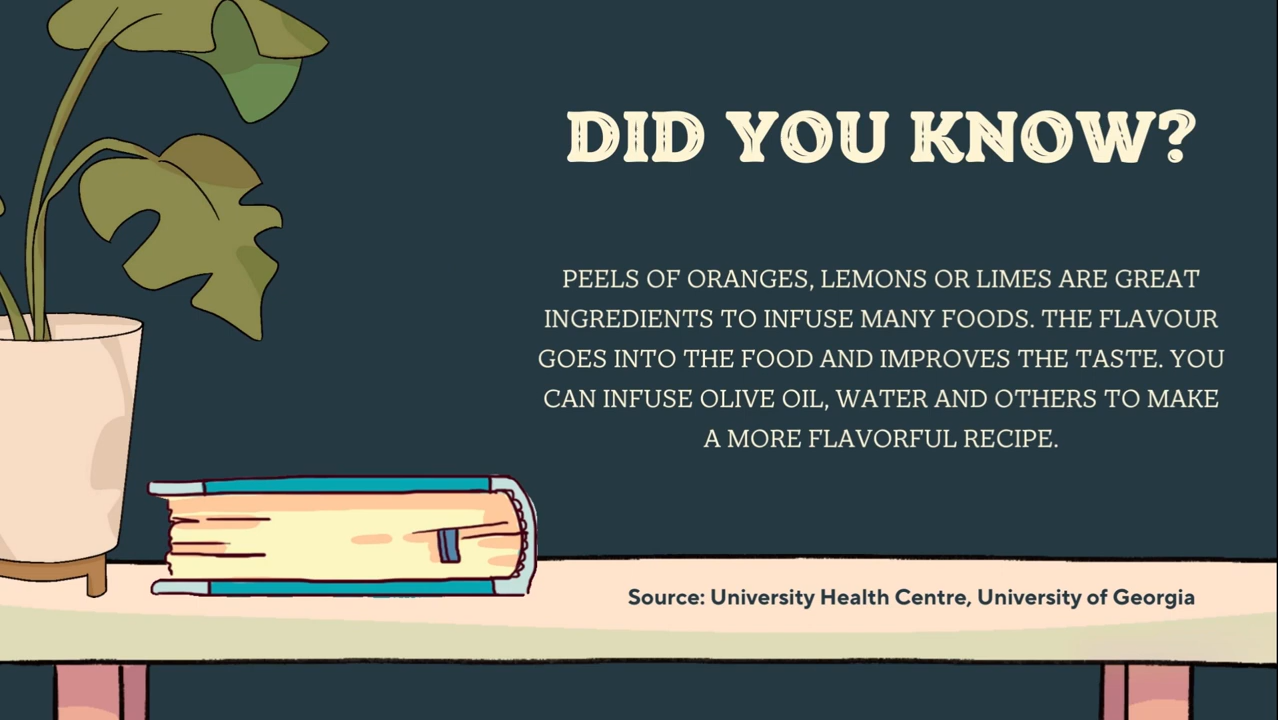 DID YOU KNOW?
PEELS OF ORANGES, LEMONS OR LIMES ARE GREAT
INGREDIENTS TO INFUSE MANY FOODS. THE FLAVOUR
GOES INTO THE FOOD AND IMPROVES THE TASTE. YOU
CAN INFUSE OLIVE OIL, WATER AND OTHERS TO MAKE
A MORE FLAVORFUL RECIPE.
Source: University Health Centre, University of Georgia